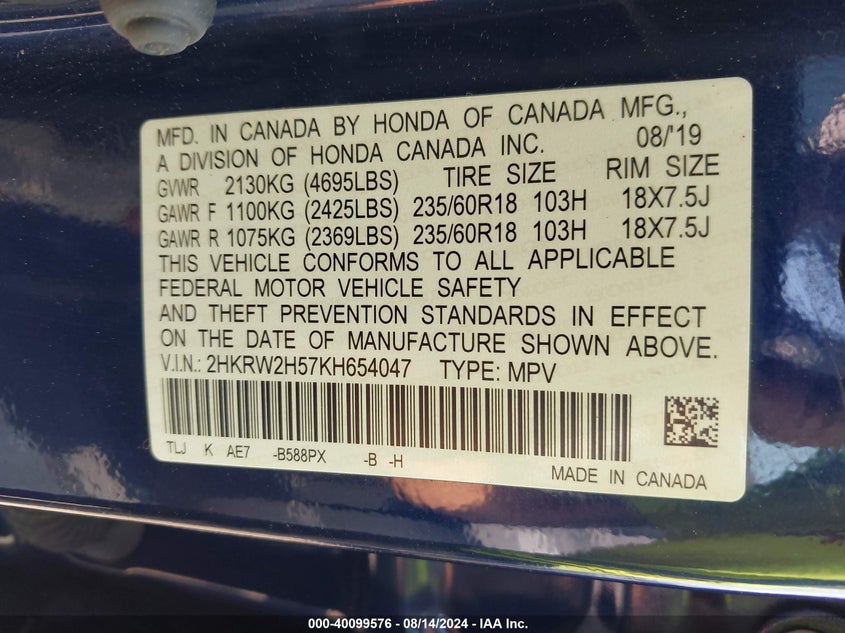 MFD. IN CANADA BY HONDA OF CANADA MFG.,
A DIVISION OF HONDA CANADA INC. 08/'19
GVWR 2130KG (4695LBS) TIRE SIZE RIM SIZE
GAWR F 1100KG (2425LBS) 235/60R18 103H 18X7.5J
GAWR R 1075KG (2369LBS) 235/60R18 103H 18X7.5J
THIS VEHICLE CONFORMS TO ALL APPLICABLE
FEDERAL MOTOR VEHICLE SAFETY
AND THEFT PREVENTION STANDARDS IN EFFECT
ON THE DATE OF MANUFACTURE SHOWN ABOVE.
V.I.N.: 2HKRW2H57KH654047 TYPE: MPV
TLJ K AE7 -B588PX -B -H
MADE IN CANADA
000-40099576 - 08/14/2024 - IAA Inc.